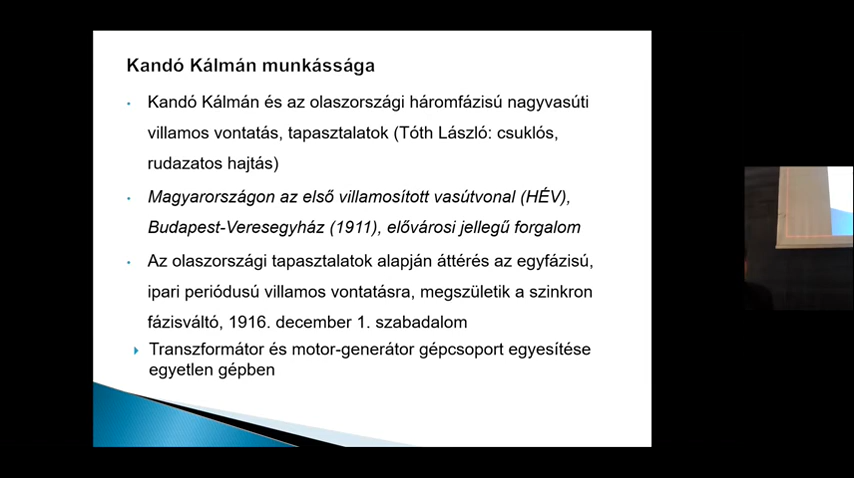 Kandó Kálmán munkássága
Kandó Kálmán és az olaszországi háromfázisú nagyvasúti
villamos vontatás, tapasztalatok (Tóth László: csuklós,
rudazatos hajtás)
Magyarországon az első villamosított vasútvonal (HÉV),
Budapest-Veresegyház (1911), elővárosi jellegű forgalom
Az olaszországi tapasztalatok alapján áttérés az egyfázisú,
ipari periódusú villamos vontatásra, megszületik a szinkron
fázisváltó, 1916. december 1. szabadalom
Transzformátor és motor-generátor gépcsoport egyesítése
egyetlen gépben